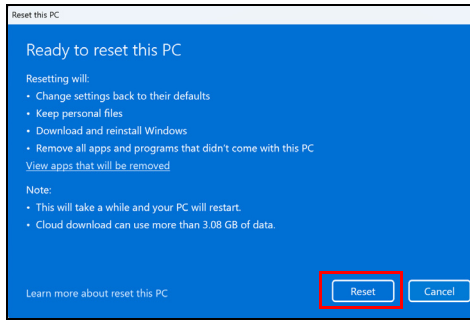 Reset this PC
Ready to reset this PC
Resetting will:
• Change settings back to their defaults
• Keep personal files
• Download and reinstall Windows
• Remove all apps and programs that didn't come with this PC
View apps that will be removed
Note:
• This will take a while and your PC will restart.
• Cloud download can use more than 3.08 GB of data.
Learn more about reset this PC
Reset
Cancel